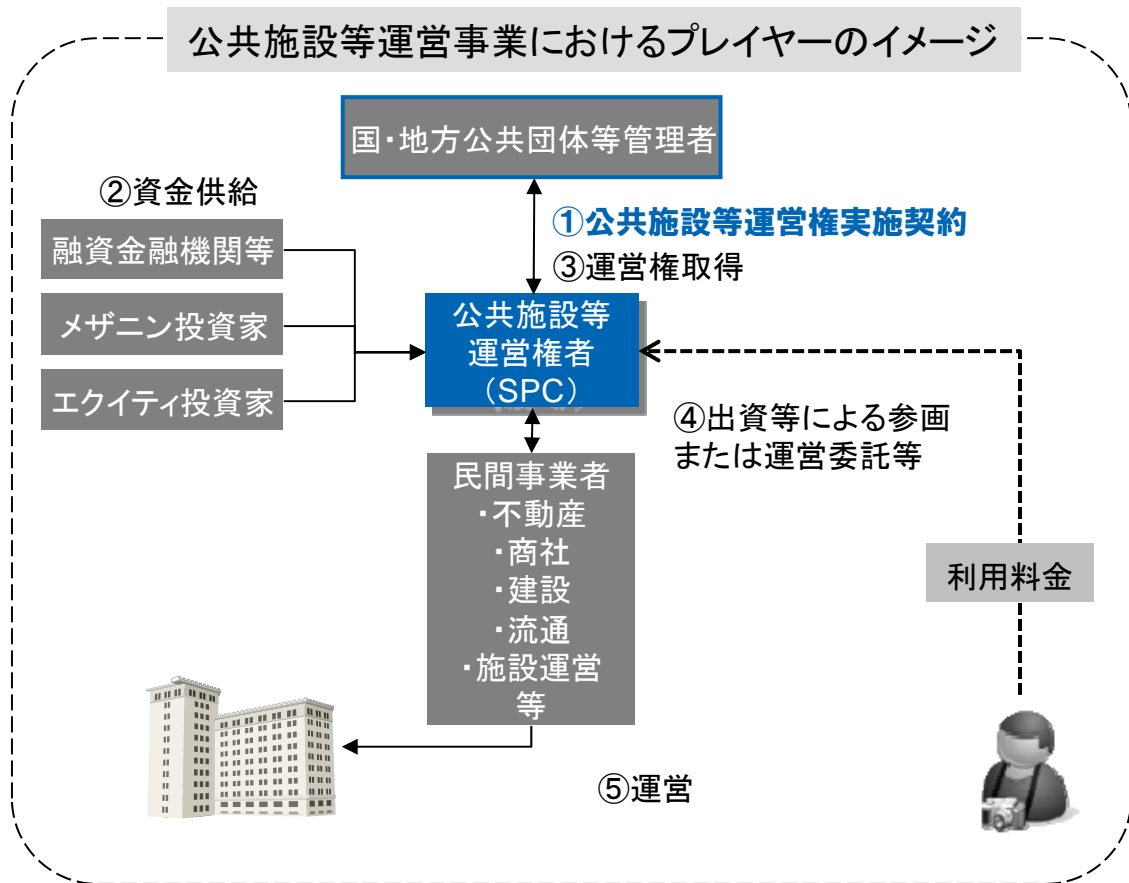 公共施設等運営事業におけるプレイヤーのイメージ
国・地方公共団体等管理者
②資金供給
①公共施設等運営権実施契約
③運営権取得
融資金融機関等
メザニン投資家
エクイティ投資家
公共施設等
運営権者
（SPC）
④出資等による参画
または運営委託等
民間事業者
・不動産
・商社
・建設
・流通
・施設運営
等
利用料金
⑤運営